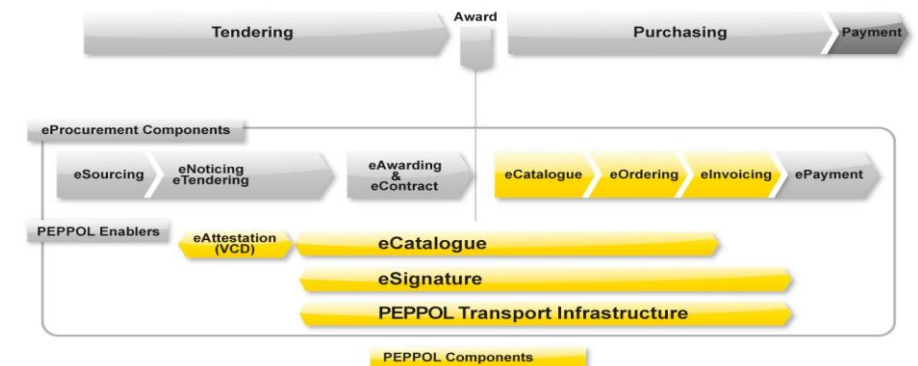 Award
Tendering
Purchasing
Payment
eProcurement Components
eSourcing
eNoticing
eTendering
eAwarding
&
eContract
eCatalogue
eOrdering
eInvoicing
ePayment
PEPPOL Enablers
eAttestation
(VCD)
eCatalogue
eSignature
PEPPOL Transport Infrastructure
PEPPOL Components